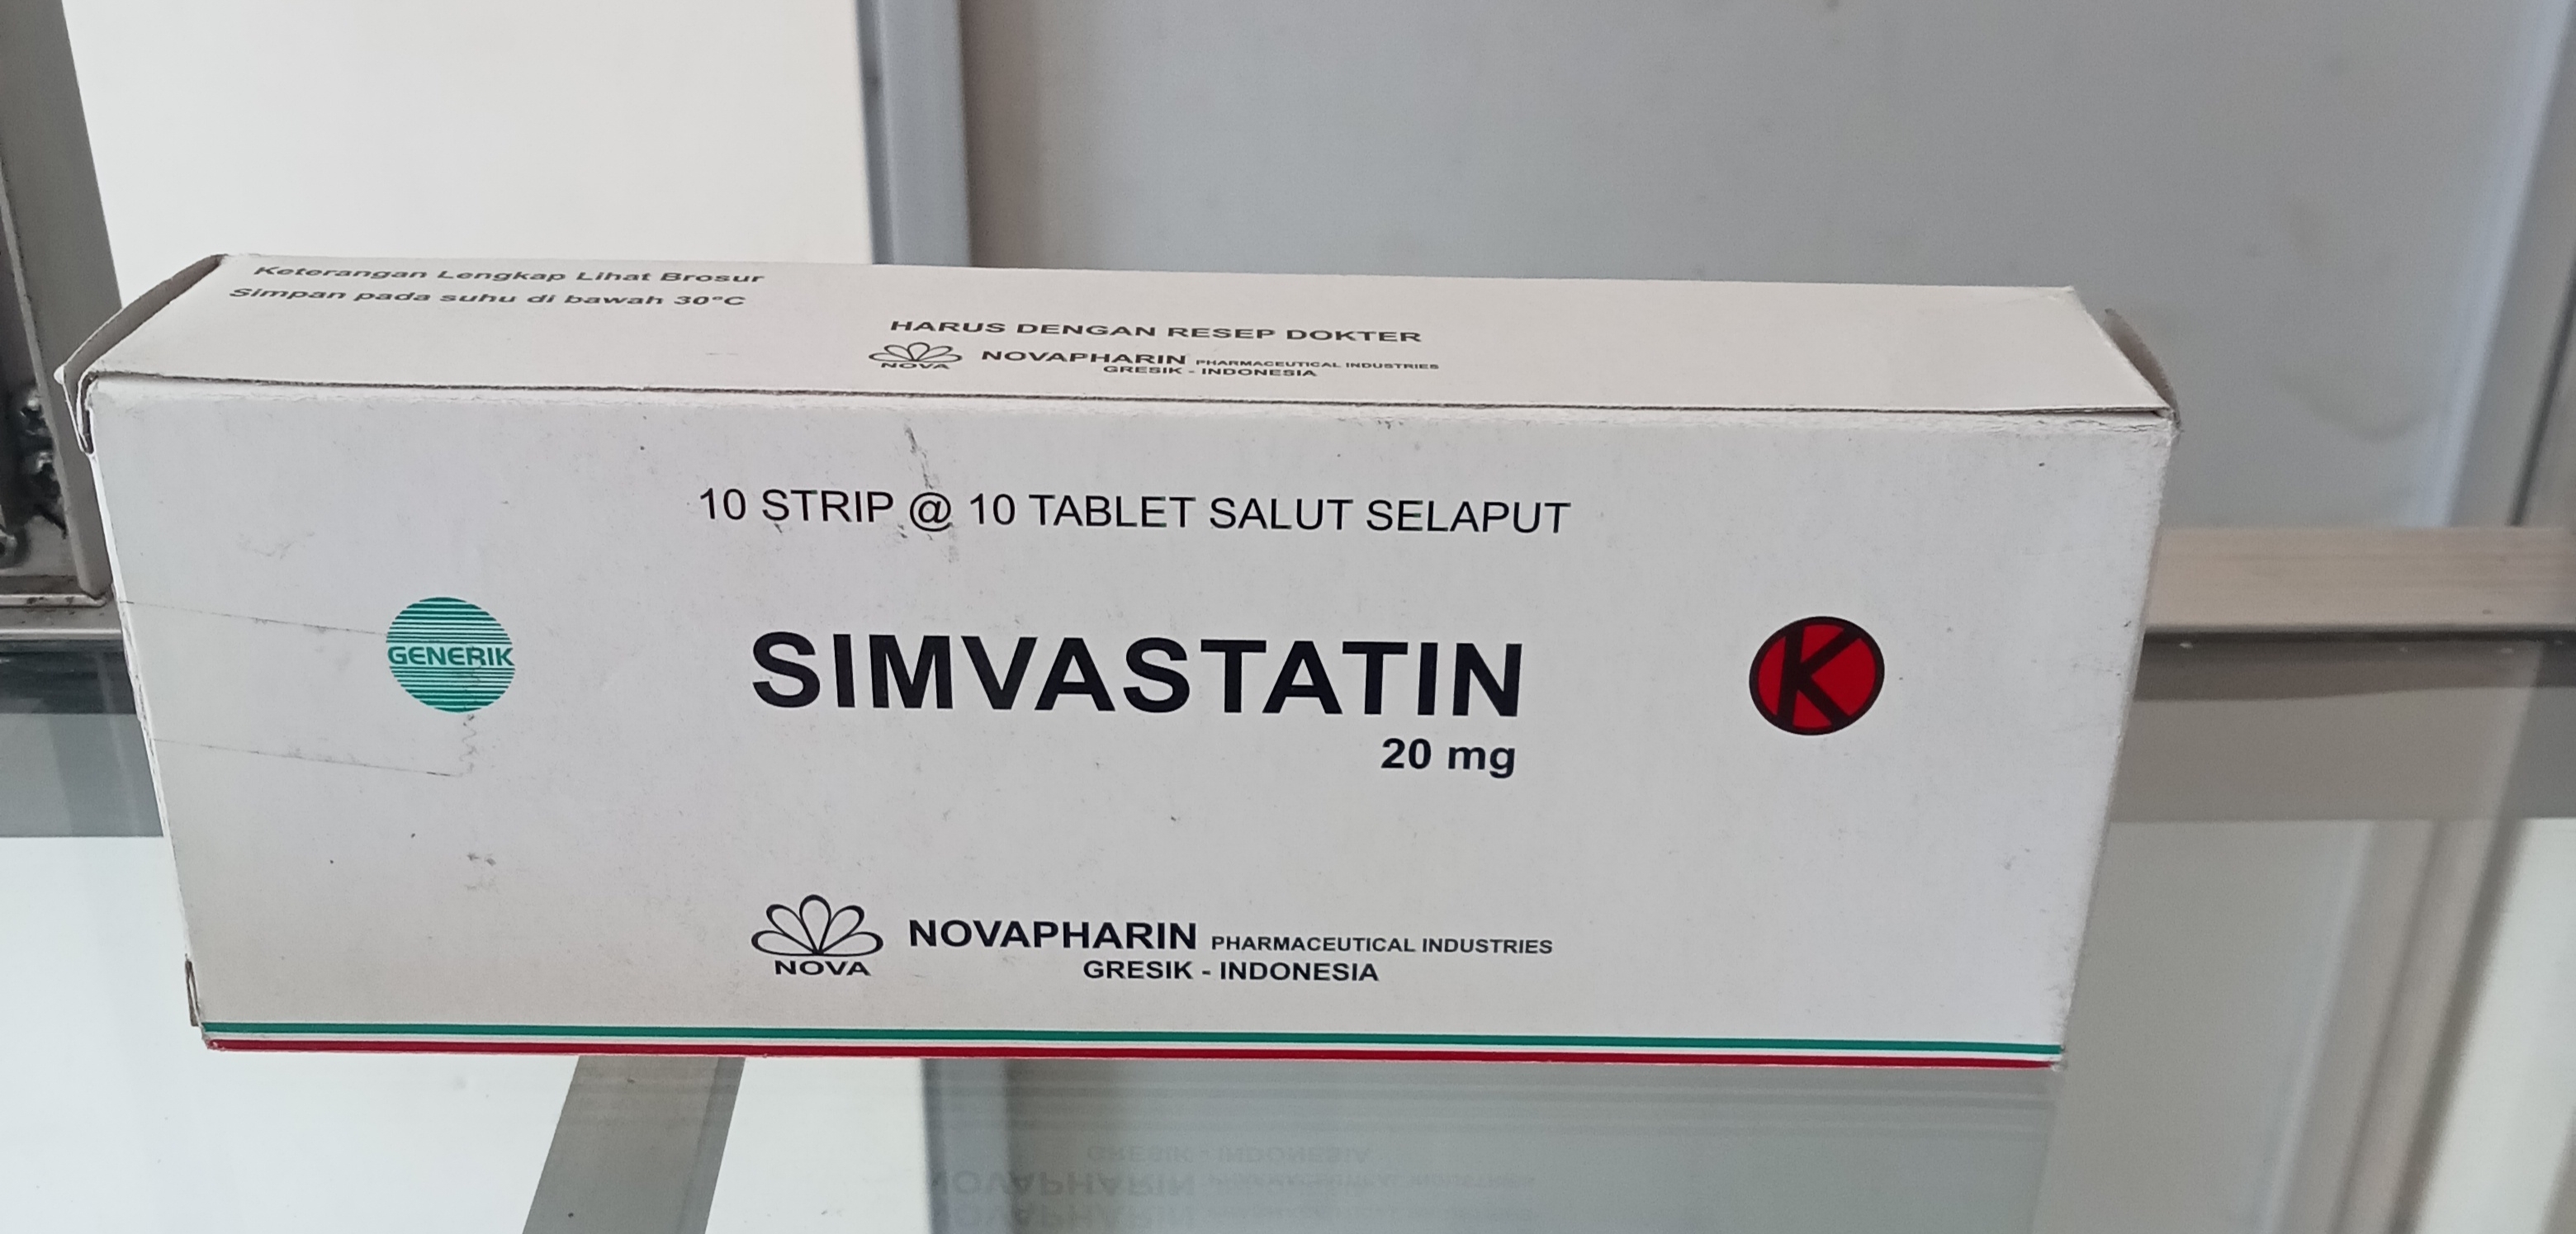 Keterangan Lengkap Lihat Brosur
Simpan pada suhu di bawah 30°C
HARUS DENGAN RESEP DOKTER
NOVA
NOVAPHARIN PHARMACEUTICAL INDUSTRIES
GRESIK - INDONESIA
10 STRIP @ 10 TABLET SALUT SELAPUT
GENERIK
SIMVASTATIN
K
20 mg
NOVA
NOVAPHARIN PHARMACEUTICAL INDUSTRIES
GRESIK - INDONESIA